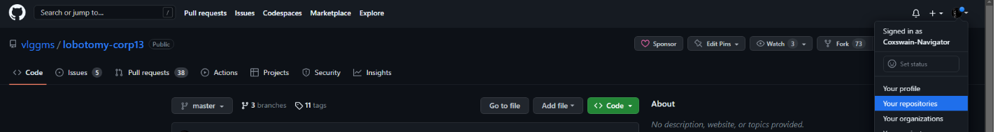 Search or jump to... /
Pull requests Issues Codespaces Marketplace Explore
Signed in as
Coxswain-Navigator
Set status
Your profile
Your repositories
Your organizations
vlggms / lobotomy-corp13 Public
Sponsor Edit Pins Watch 3 Fork 73
Code Issues 5 Pull requests 38 Actions Projects Security Insights
master 3 branches 11 tags Go to file Add file Code
About
No description, website, or topics provided.